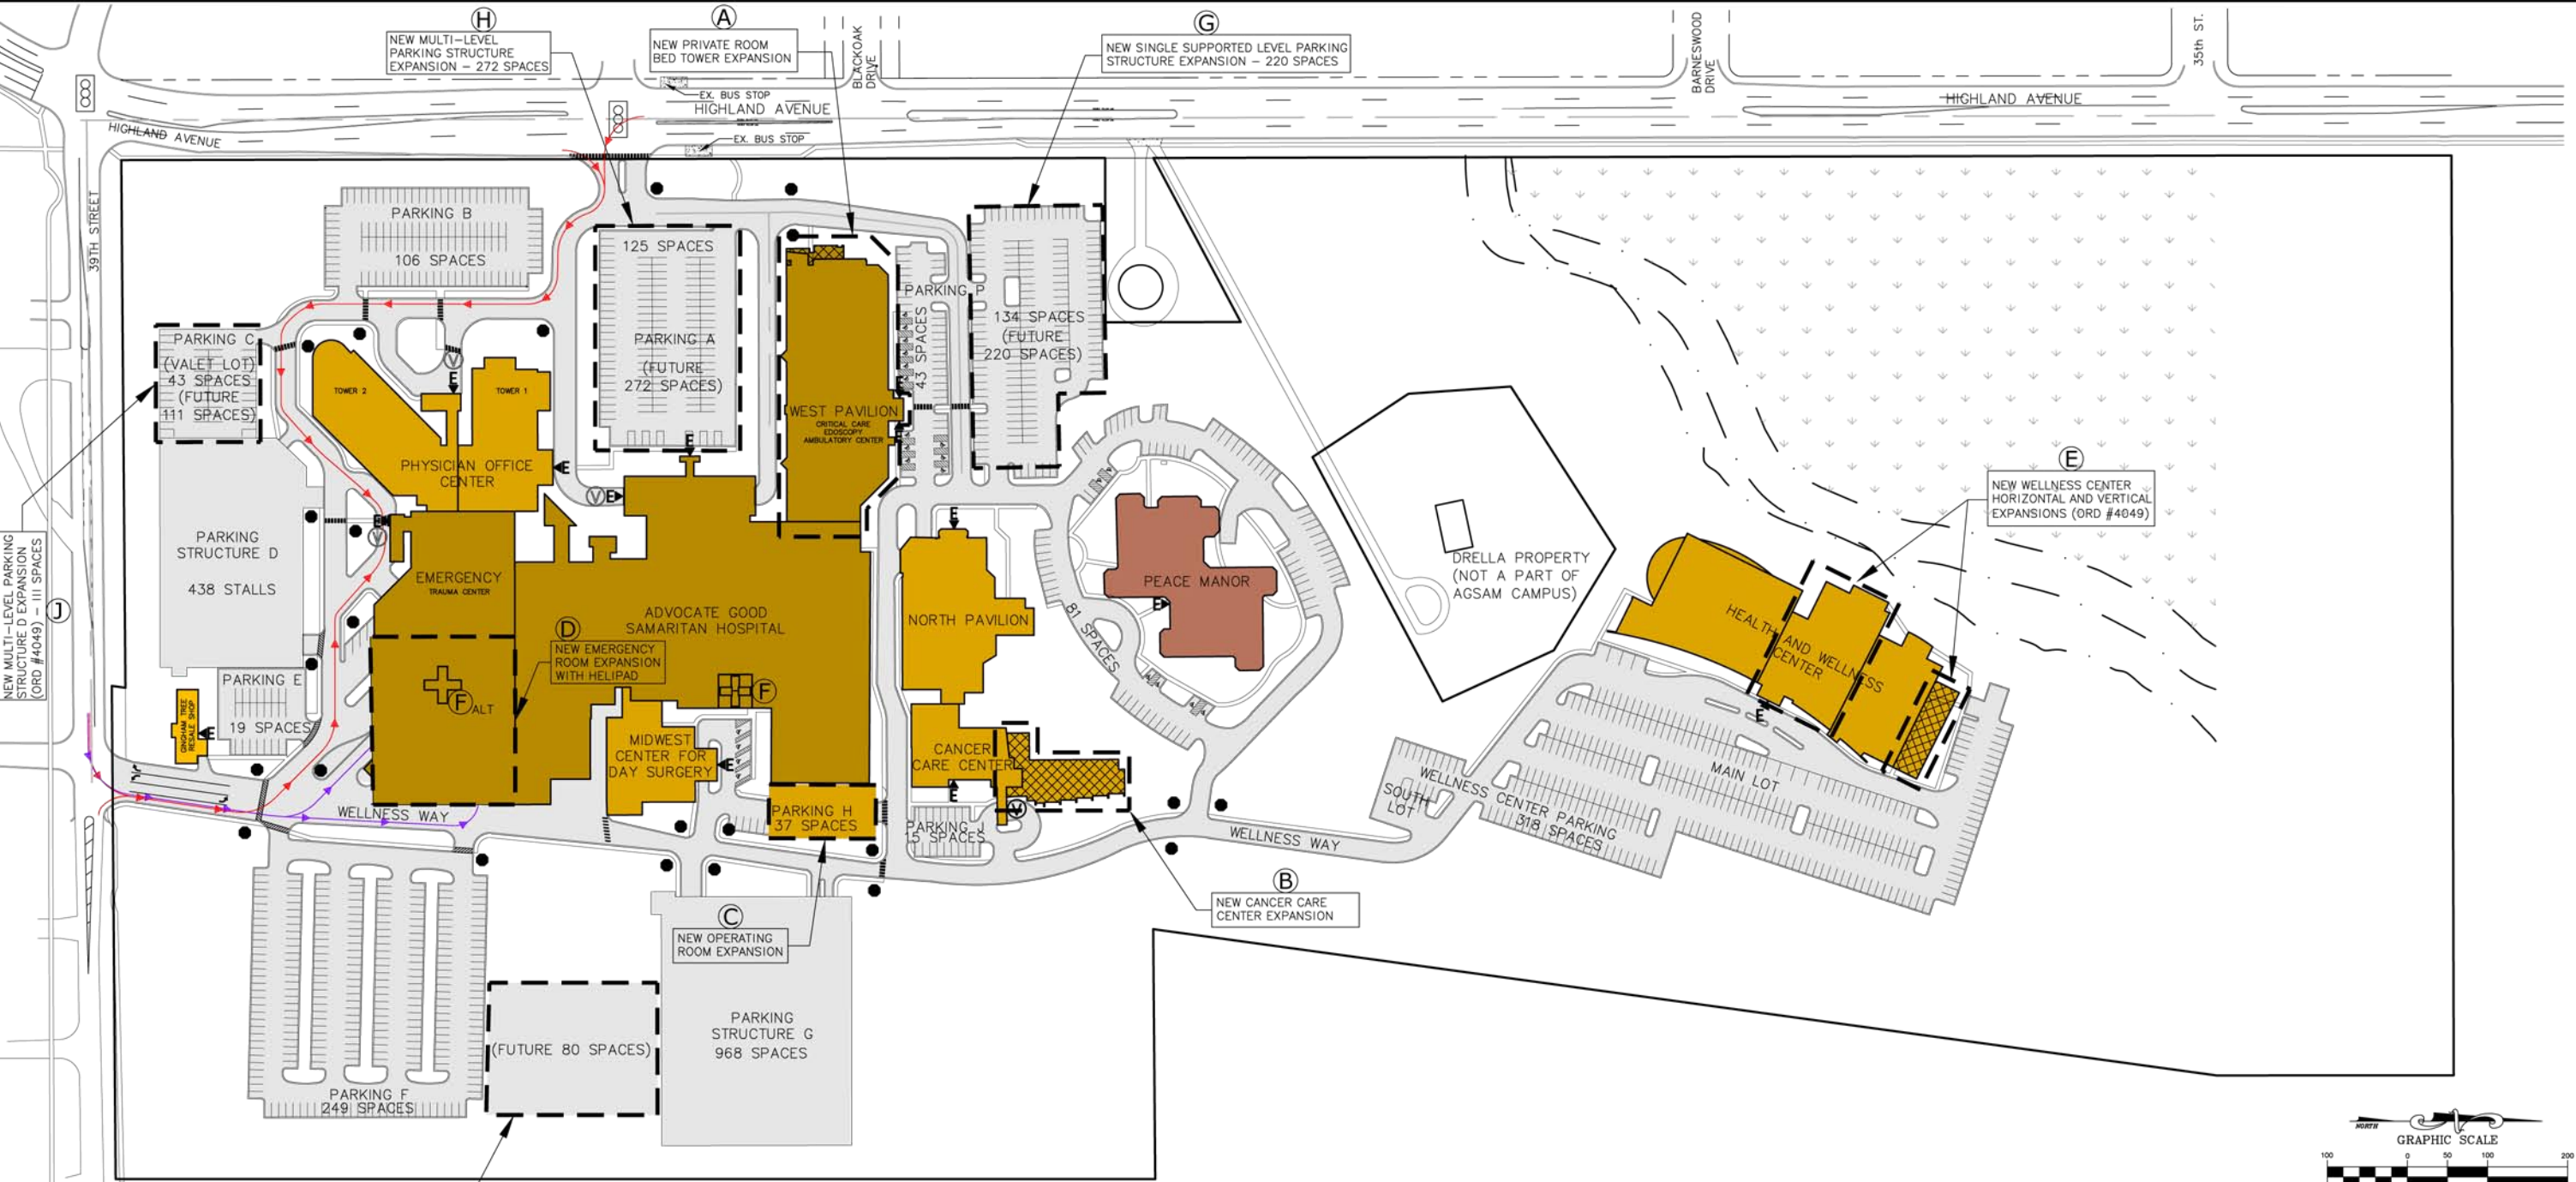 H
NEW MULTI-LEVEL
PARKING STRUCTURE
EXPANSION - 272 SPACES
A
NEW PRIVATE ROOM
BED TOWER EXPANSION
BLACKOAK
DRIVE
G
NEW SINGLE SUPPORTED LEVEL PARKING
STRUCTURE EXPANSION - 220 SPACES
BARNESWOOD
DRIVE
35th ST.
EX. BUS STOP
HIGHLAND AVENUE
HIGHLAND AVENUE
HIGHLAND AVENUE
EX. BUS STOP
39TH STREET
PARKING B
106 SPACES
125 SPACES
PARKING A
(FUTURE
272 SPACES)
PARKING P
43 SPACES
134 SPACES
(FUTURE
220 SPACES)
PARKING C
(VALET LOT)
43 SPACES
(FUTURE
111 SPACES)
TOWER 2
TOWER 1
V
E
PHYSICIAN OFFICE
CENTER
E
E
V E
WEST PAVILION
CRITICAL CARE
EDOSCOPY
AMBULATORY CENTER
E
E
E
NEW WELLNESS CENTER
HORIZONTAL AND VERTICAL
EXPANSIONS (ORD #4049)
PARKING
STRUCTURE D
438 STALLS
E
V
EMERGENCY
TRAUMA CENTER
ADVOCATE GOOD
SAMARITAN HOSPITAL
E
NORTH PAVILION
PEACE MANOR
E
81 SPACES
DRELLA PROPERTY
(NOT A PART OF
AGSAM CAMPUS)
HEALTH AND WELLNESS
CENTER
E
NEW MULTI-LEVEL PARKING
STRUCTURE D EXPANSION
(ORD #4049) - III SPACES
J
D
NEW EMERGENCY
ROOM EXPANSION
WITH HELIPAD
F
ALT
F
PARKING E
19 SPACES
GINGHAM TREE
RESALE SHOP
E
MIDWEST
CENTER FOR
DAY SURGERY
E
CANCER
CARE CENTER
E
V
PARKING H
37 SPACES
PARKING J
15 SPACES
WELLNESS WAY
WELLNESS WAY
SOUTH
LOT
WELLNESS CENTER PARKING
318 SPACES
MAIN LOT
B
NEW CANCER CARE
CENTER EXPANSION
C
NEW OPERATING
ROOM EXPANSION
PARKING
STRUCTURE G
968 SPACES
(FUTURE 80 SPACES)
PARKING F
249 SPACES
NORTH
GRAPHIC SCALE
100 0 50 100 200